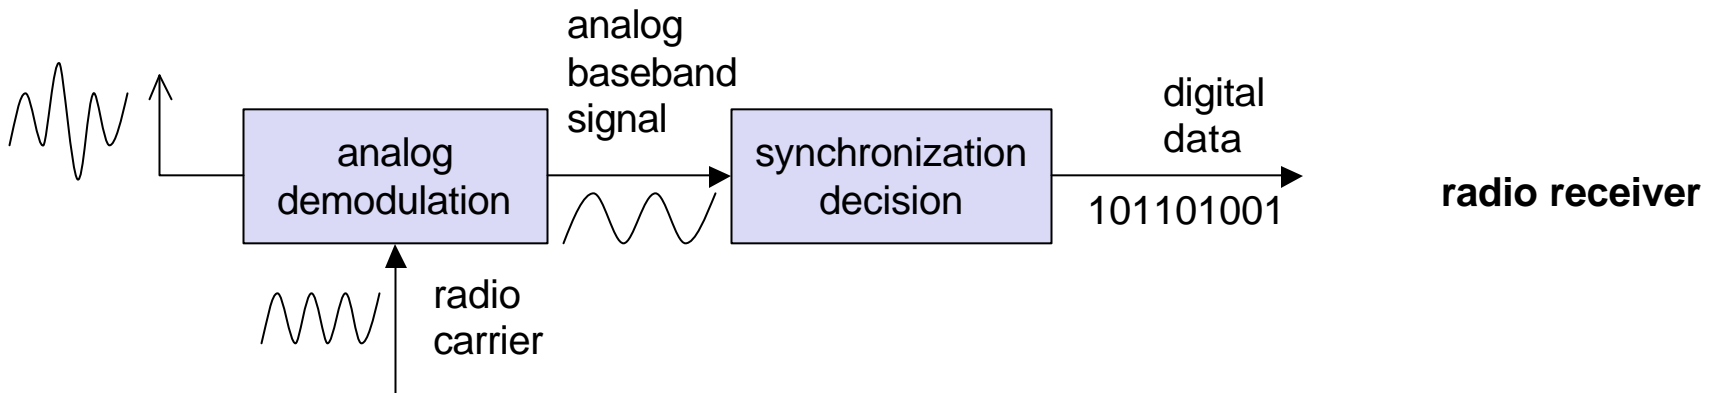 analog
baseband
signal
analog
demodulation
synchronization
decision
digital
data
101101001
radio receiver
radio
carrier